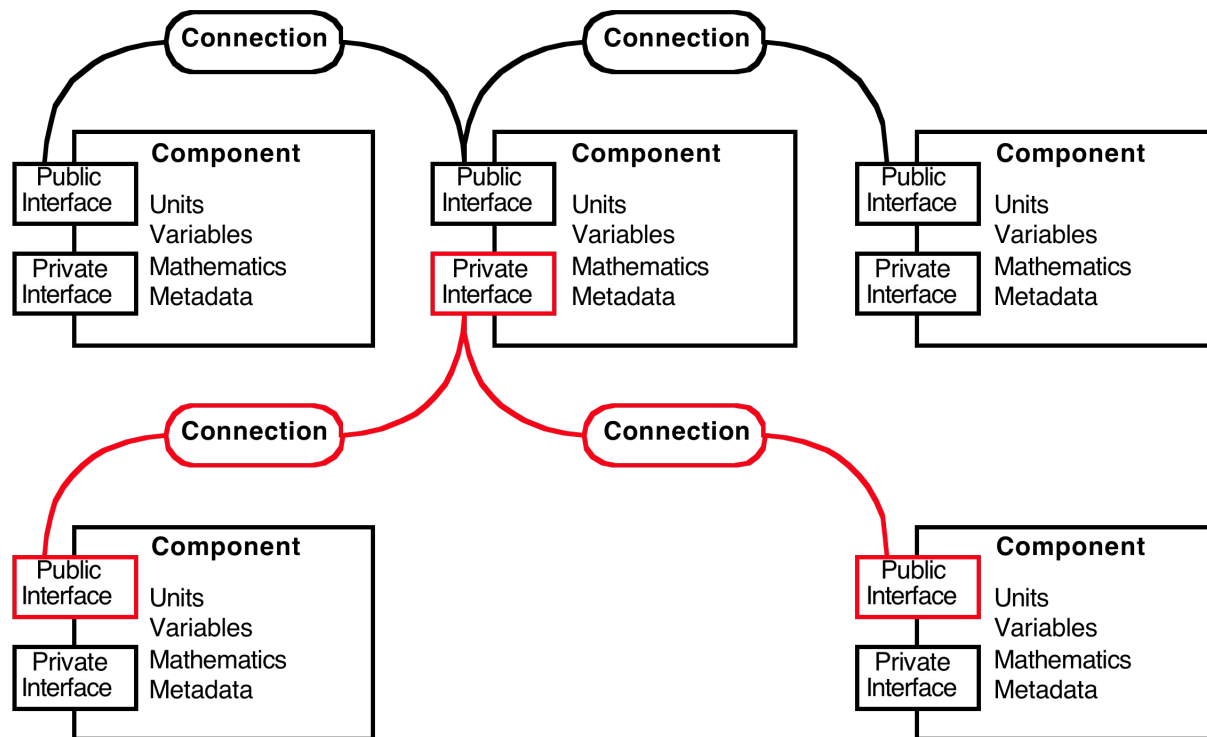 Connection
Connection
Component
Public
Interface
Units
Variables
Private
Interface
Mathematics
Metadata
Component
Public
Interface
Units
Variables
Private
Interface
Mathematics
Metadata
Component
Public
Interface
Units
Variables
Private
Interface
Mathematics
Metadata
Connection
Connection
Component
Public
Interface
Units
Variables
Private
Interface
Mathematics
Metadata
Component
Public
Interface
Units
Variables
Private
Interface
Mathematics
Metadata